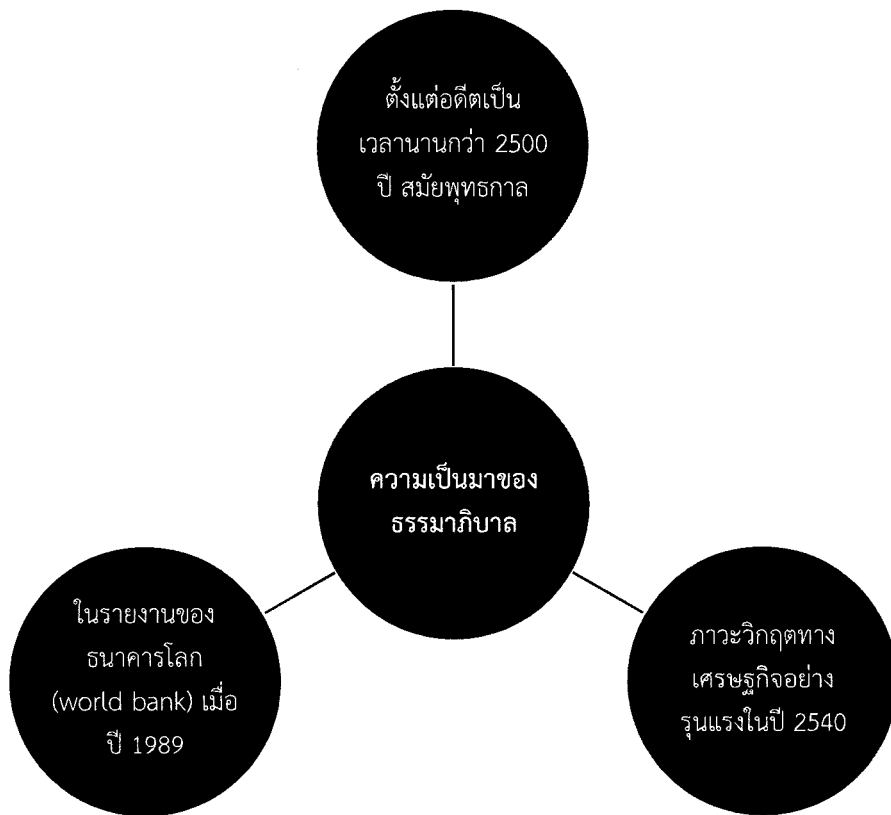 ตั้งแต่อดีตเป็น
เวลานานกว่า 2500
ปี สมัยพุทธกาล
ความเป็นมาของ
ธรรมาภิบาล
ในรายงานของ
ธนาคารโลก
(world bank) เมื่อ
ปี 1989
ภาวะวิกฤตทาง
เศรษฐกิจอย่าง
รุนแรงในปี 2540